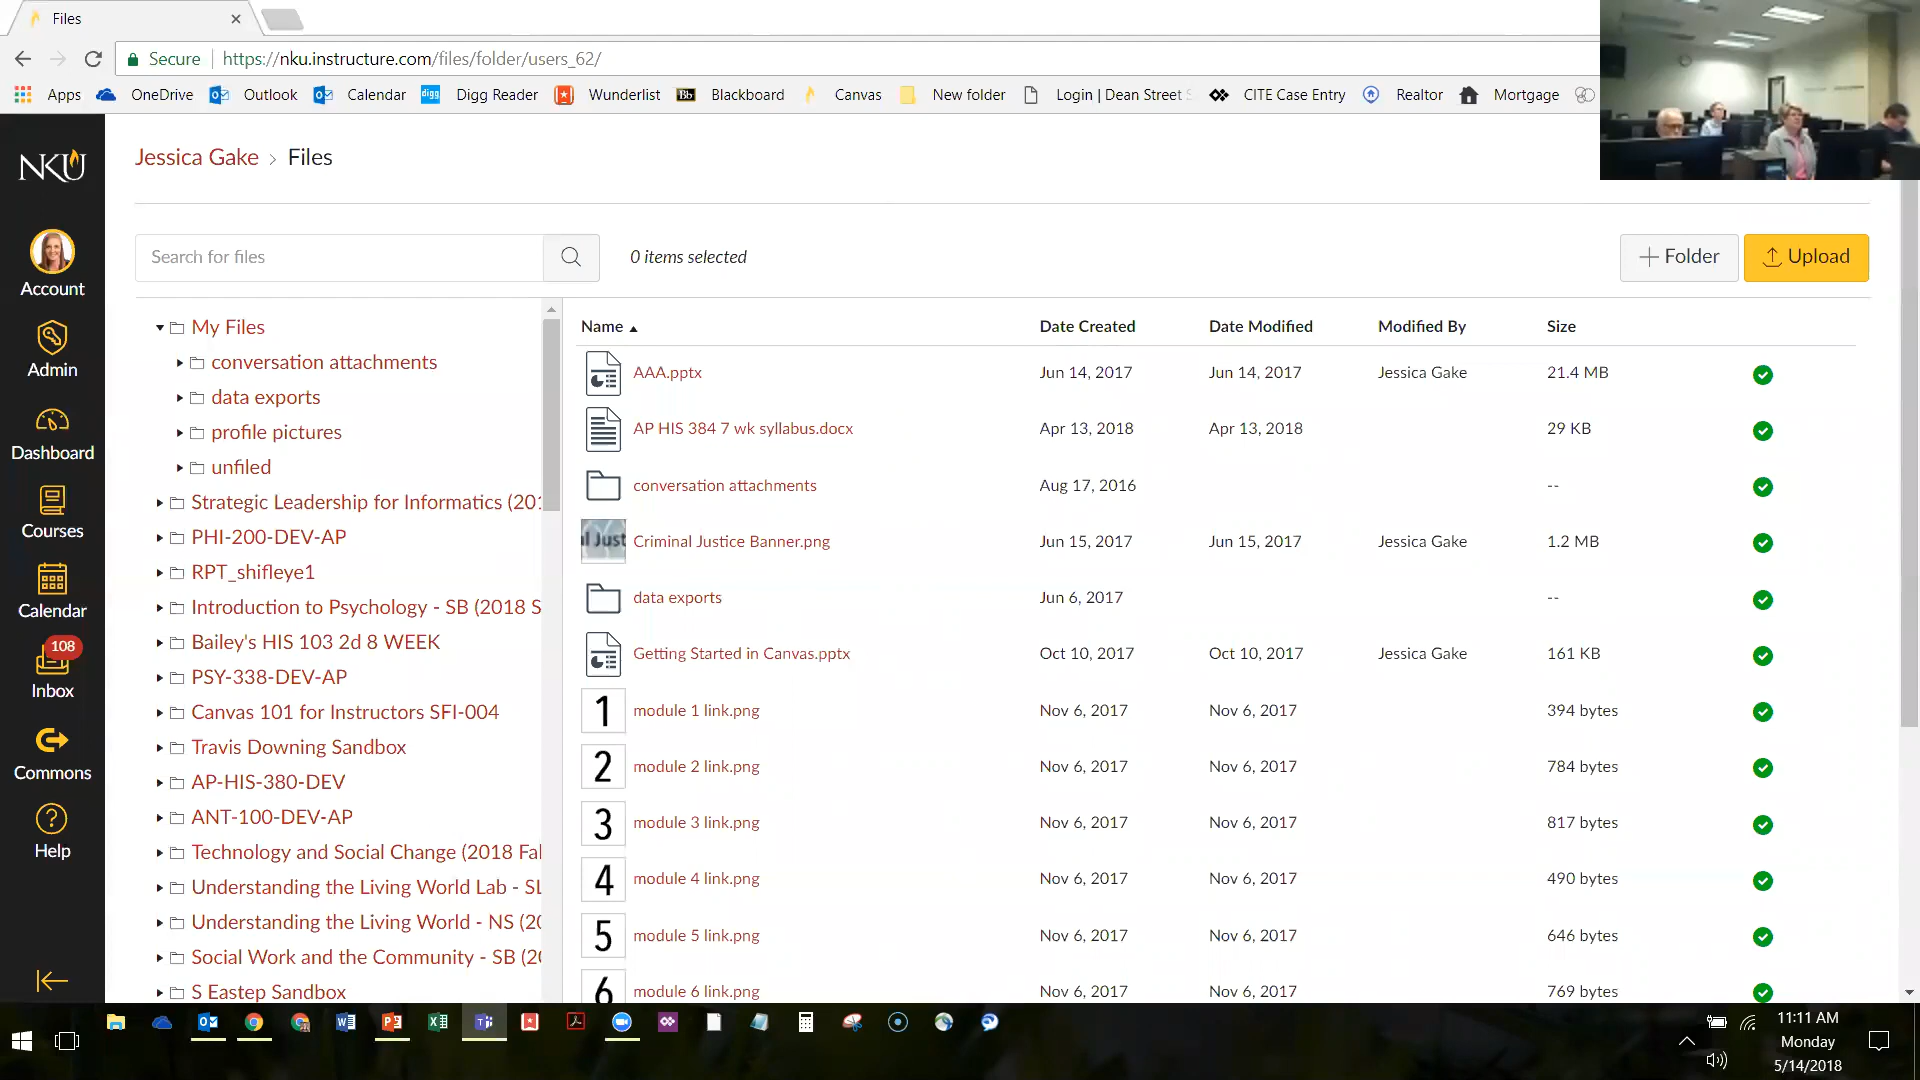 Files
Secure
https://nku.instructure.com/files/folder/users_62/
Apps OneDrive Outlook Calendar Digg Reader Wunderlist Bb Blackboard Canvas New folder Login | Dean Street S CITE Case Entry Realtor Mortgage
digg
NKU
Account
Admin
Dashboard
Courses
Calendar
108
Inbox
Commons
Help
Jessica Gake > Files
Search for files
0 items selected
+ Folder
Upload
My Files
conversation attachments
data exports
profile pictures
unfiled
Strategic Leadership for Informatics (201
PHI-200-DEV-AP
RPT_shifleye1
Introduction to Psychology - SB (2018 S
Bailey's HIS 103 2d 8 WEEK
PSY-338-DEV-AP
Canvas 101 for Instructors SFI-004
Travis Downing Sandbox
AP-HIS-380-DEV
ANT-100-DEV-AP
Technology and Social Change (2018 Fal
Understanding the Living World Lab - SL
Understanding the Living World - NS (20
Social Work and the Community - SB (20
S Eastep Sandbox
Name Date Created Date Modified Modified By Size
AAA.pptx Jun 14, 2017 Jun 14, 2017 Jessica Gake 21.4 MB
AP HIS 384 7 wk syllabus.docx Apr 13, 2018 Apr 13, 2018 29 KB
conversation attachments Aug 17, 2016 --
l Just Criminal Justice Banner.png Jun 15, 2017 Jun 15, 2017 Jessica Gake 1.2 MB
data exports Jun 6, 2017 --
Getting Started in Canvas.pptx Oct 10, 2017 Oct 10, 2017 Jessica Gake 161 KB
1 module 1 link.png Nov 6, 2017 Nov 6, 2017 394 bytes
2 module 2 link.png Nov 6, 2017 Nov 6, 2017 784 bytes
3 module 3 link.png Nov 6, 2017 Nov 6, 2017 817 bytes
4 module 4 link.png Nov 6, 2017 Nov 6, 2017 490 bytes
5 module 5 link.png Nov 6, 2017 Nov 6, 2017 646 bytes
6 module 6 link.png Nov 6, 2017 Nov 6, 2017 769 bytes
11:11 AM
Monday
5/14/2018